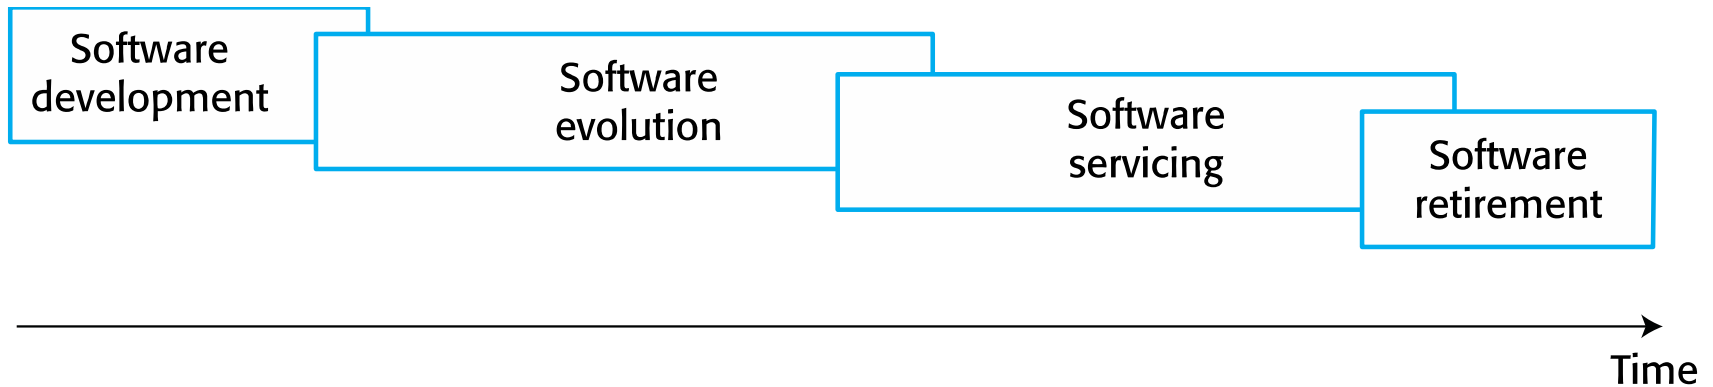 Software
development
Software
evolution
Software
servicing
Software
retirement
Time